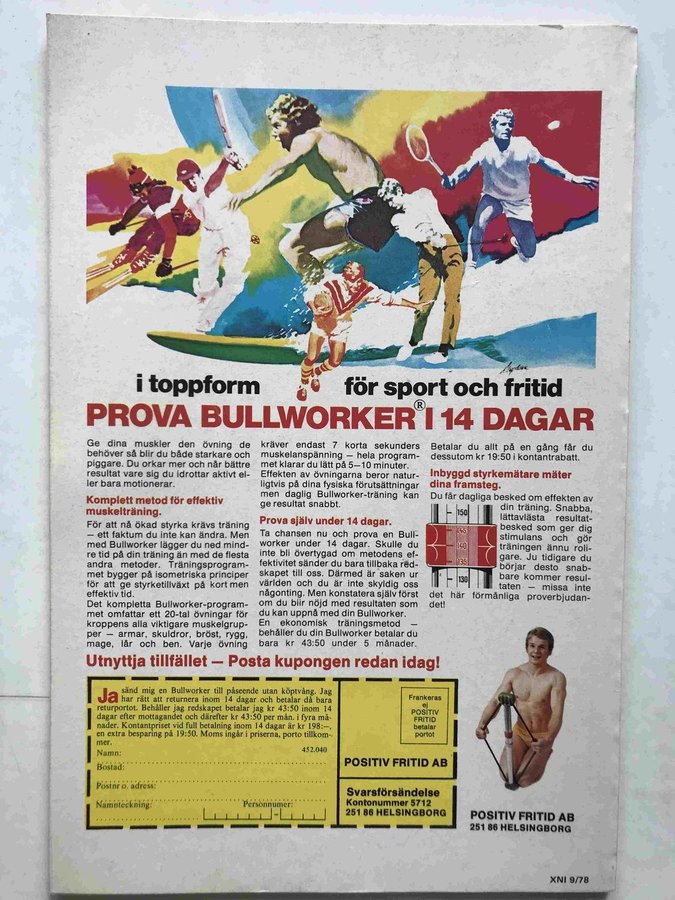 i toppform för sport och fritid
PROVA BULLWORKER® I 14 DAGAR
Ge dina muskler den övning de
behöver så blir du både starkare och
piggare. Du orkar mer och når bättre
resultat vare sig du idrottar aktivt el-
ler bara motionerar.
Komplett metod för effektiv
muskelträning.
För att nå ökad styrka krävs träning
— ett faktum du inte kan ändra. Men
med Bullworker lägger du ned mind-
re tid på din träning än med de flesta
andra metoder. Träningsprogram-
met bygger på isometriska principer
för att ge styrketillväxt på kort men
effektiv tid.
Det kompletta Bullworker-program-
met omfattar ett 20-tal övningar för
kroppens alla viktigare muskelgrup-
per — armar, skuldror, bröst, rygg,
mage, lår och ben. Varje övning
kräver endast 7 korta sekunders
muskelanspänning — hela program-
met klarar du lätt på 5—10 minuter.
Effekten av övningarna beror natur-
ligtvis på dina fysiska förutsättningar
men daglig Bullworker-träning kan
ge resultat snabbt.
Prova själv under 14 dagar.
Ta chansen nu och prova en Bull-
worker under 14 dagar. Skulle du
inte bli övertygad om metodens ef-
fektivitet sänder du bara tillbaka red-
skapet till oss. Därmed är saken ur
världen och du är inte skyldig oss
någonting. Men konstatera själv först
om du blir nöjd med resultaten som
du kan uppnå med din Bullworker.
En ekonomisk träningsmetod —
behåller du din Bullworker betalar du
bara kr 43:50 under 5 månader.
Betalar du allt på en gång får du
dessutom kr 19:50 i kontantrabatt.
Inbyggd styrkemätare mäter
dina framsteg.
Du får dagliga besked om effekten av
din träning. Snabba,
lättavlästa resultat-
besked som ger dig
stimulans och gör
träningen ännu roli-
gare. Ju tidigare du
börjar desto snab-
bare kommer resul-
taten — missa inte
det här förmånliga proverbjudan-
det!
150
140
130
Utnyttja tillfället — Posta kupongen redan idag!
Ja sänd mig en Bullworker till påseende utan köptvång. Jag
har rätt att returnera inom 14 dagar och betalar då bara
returportot. Behåller jag redskapet betalar jag kr 43:50 inom 14
dagar efter mottagandet och därefter kr 43:50 per mån. i fyra må-
nader. Kontantpriset vid full betalning inom 14 dagar är kr 198:–,
en extra besparing på 19:50. Moms ingår i priserna, porto tillkom-
mer.
452.040
Namn:
Bostad:
Postnr o. adress:
Namnteckning: Personnumer:
Frankeras
ej
POSITIV
FRITID
betalar
portot
POSITIV FRITID AB
Svarsförsändelse
Kontonummer 5712
251 86 HELSINGBORG
POSITIV FRITID AB
251 86 HELSINGBORG
XNI 9/78